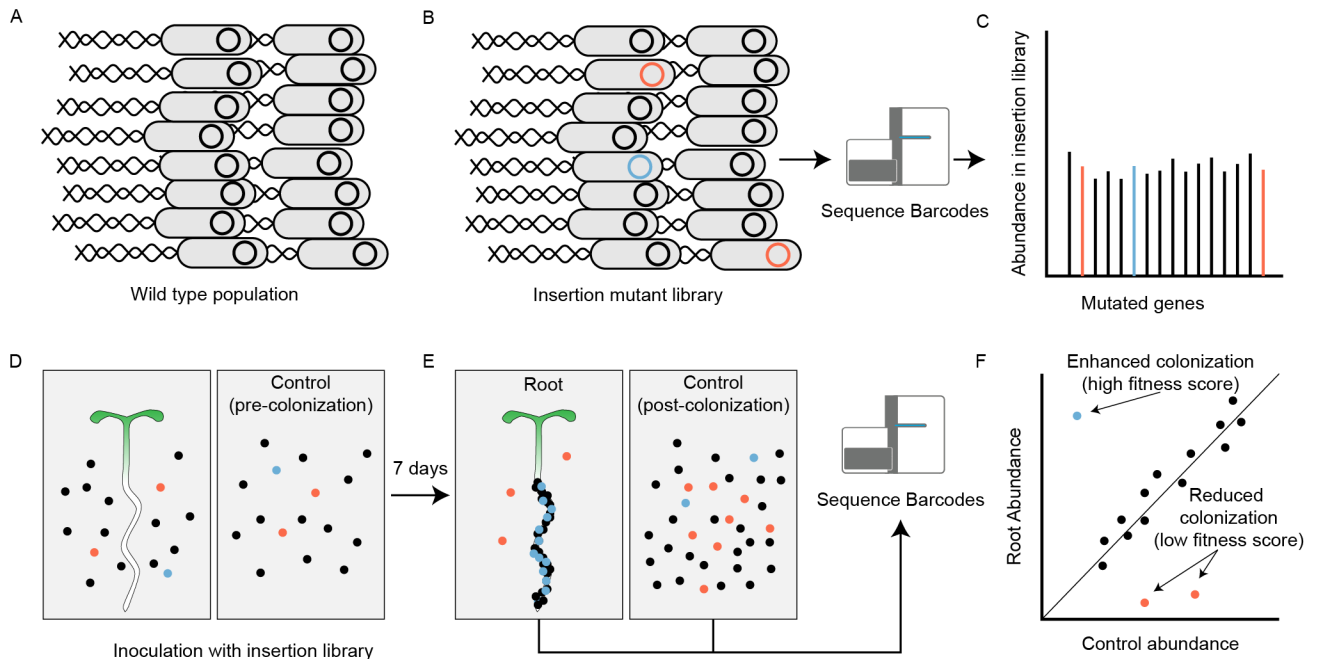 A
B
C
Wild type population
Insertion mutant library
Sequence Barcodes
Abundance in insertion library
Mutated genes
D
E
F
Control
(pre-colonization)
7 days
Root
Control
(post-colonization)
Sequence Barcodes
Inoculation with insertion library
Enhanced colonization
(high fitness score)
Root Abundance
Reduced
colonization
(low fitness score)
Control abundance